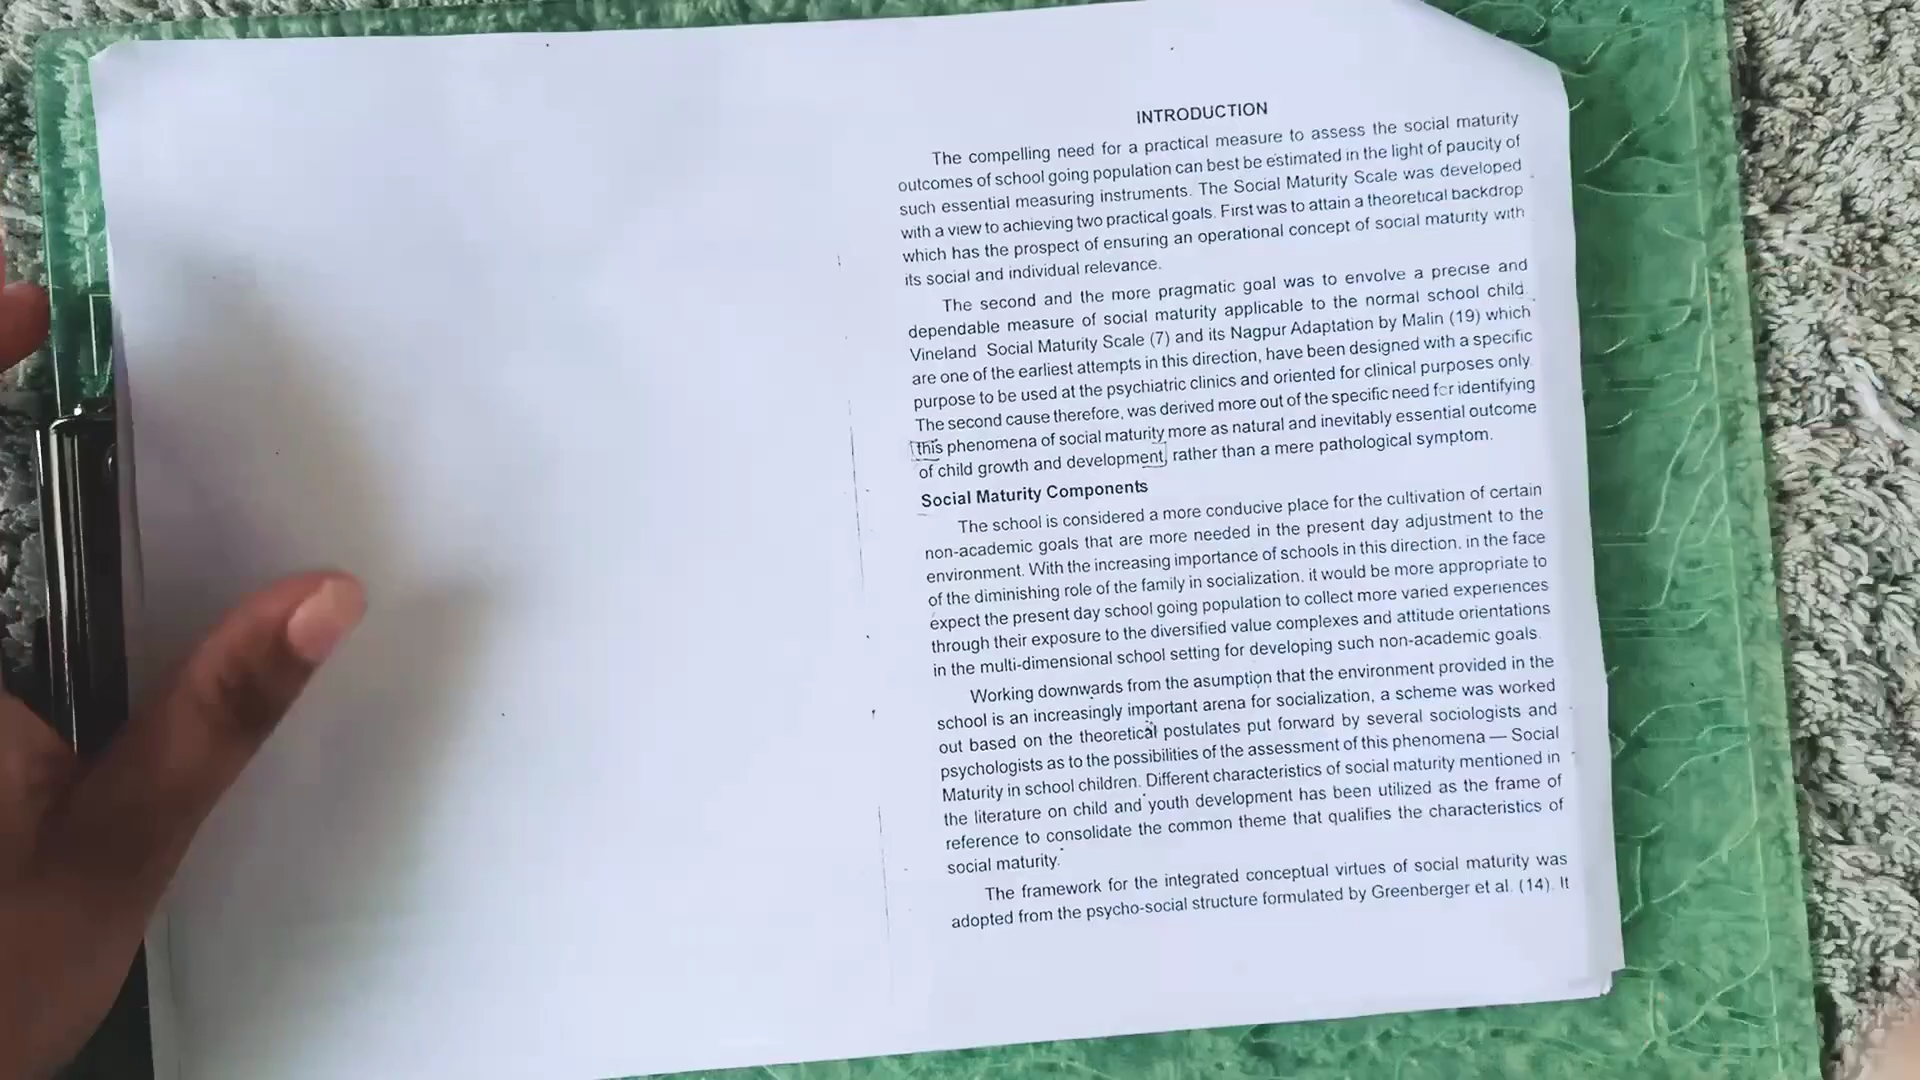 INTRODUCTION
The compelling need for a practical measure to assess the social maturity
outcomes of school going population can best be estimated in the light of paucity of
such essential measuring instruments. The Social Maturity Scale was developed
with a view to achieving two practical goals. First was to attain a theoretical backdrop
which has the prospect of ensuring an operational concept of social maturity with
its social and individual relevance.
The second and the more pragmatic goal was to envolve a precise and
dependable measure of social maturity applicable to the normal school child.
Vineland Social Maturity Scale (7) and its Nagpur Adaptation by Malin (19) which
are one of the earliest attempts in this direction, have been designed with a specific
purpose to be used at the psychiatric clinics and oriented for clinical purposes only.
The second cause therefore, was derived more out of the specific need for identifying
this phenomena of social maturity more as natural and inevitably essential outcome
of child growth and development, rather than a mere pathological symptom.
Social Maturity Components
The school is considered a more conducive place for the cultivation of certain
non-academic goals that are more needed in the present day adjustment to the
environment. With the increasing importance of schools in this direction, in the face
of the diminishing role of the family in socialization, it would be more appropriate to
expect the present day school going population to collect more varied experiences
through their exposure to the diversified value complexes and attitude orientations
in the multi-dimensional school setting for developing such non-academic goals.
Working downwards from the asumption that the environment provided in the
school is an increasingly important arena for socialization, a scheme was worked
out based on the theoretical postulates put forward by several sociologists and
psychologists as to the possibilities of the assessment of this phenomena — Social
Maturity in school children. Different characteristics of social maturity mentioned in
the literature on child and youth development has been utilized as the frame of
reference to consolidate the common theme that qualifies the characteristics of
social maturity.
The framework for the integrated conceptual virtues of social maturity was
adopted from the psycho-social structure formulated by Greenberger et al. (14). It